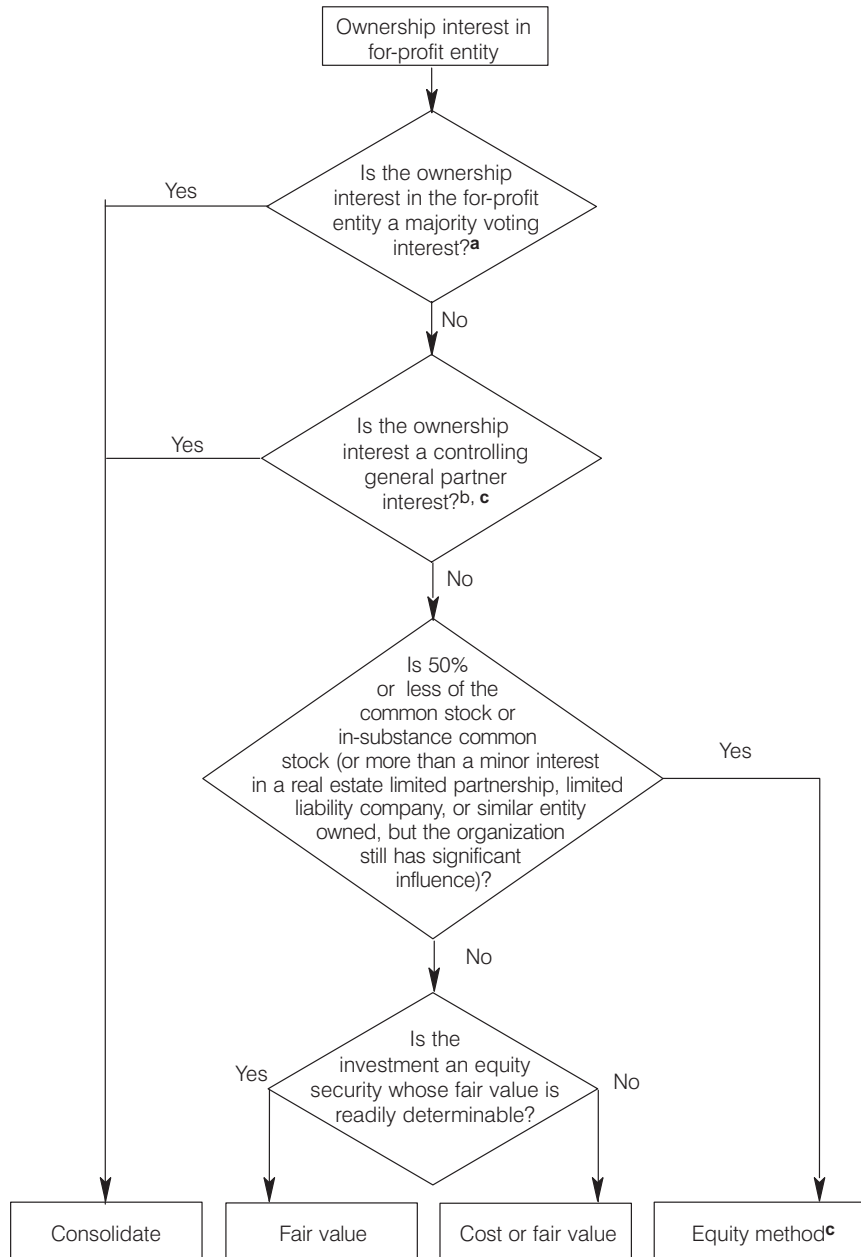 Ownership interest in
for-profit entity
Is the ownership
interest in the for-profit
entity a majority voting
interest?a
Yes
No
Is the ownership
interest a controlling
general partner
interest?b, c
Yes
No
Is 50%
or less of the
common stock or
in-substance common
stock (or more than a minor interest
in a real estate limited partnership, limited
liability company, or similar entity
owned, but the organization
still has significant
influence)?
Yes
No
Is the
investment an equity
security whose fair value is
readily determinable?
Yes
No
Consolidate
Fair value
Cost or fair value
Equity methodc